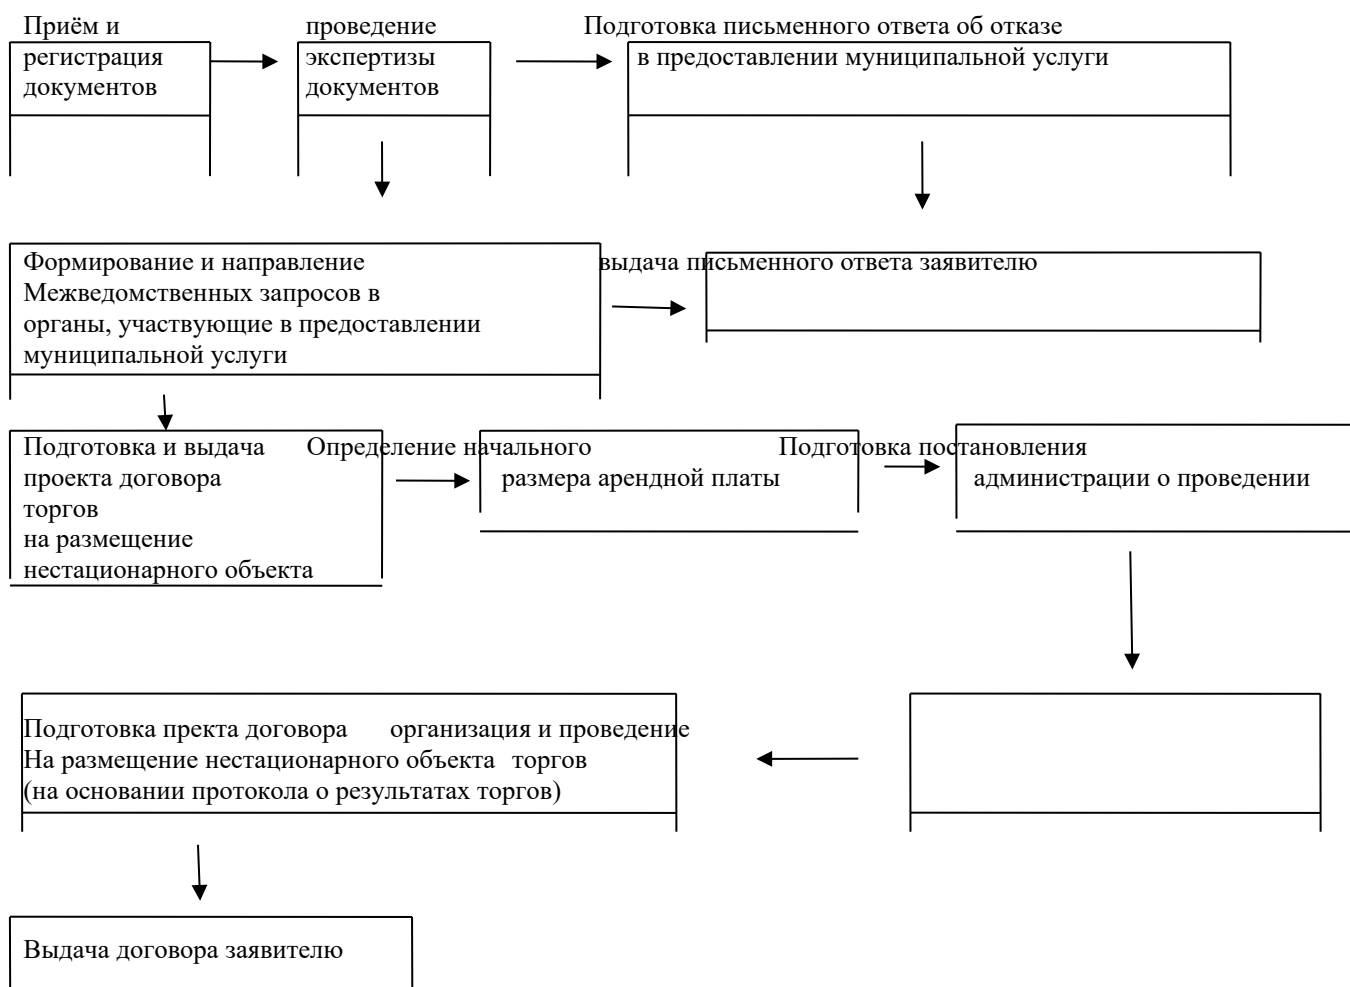 Приём и проведение Подготовка письменного ответа об отказе
регистрация экспертизы в предоставлении муниципальной услуги
документов документов
Формирование и направление выдача письменного ответа заявителю
Межведомственных запросов в
органы, участвующие в предоставлении
муниципальной услуги
Подготовка и выдача Определение начального Подготовка постановления
проекта договора размера арендной платы администрации о проведении
торгов
на размещение
нестационарного объекта
Подготовка пректа договора организация и проведение
На размещение нестационарного объекта торгов
(на основании протокола о результатах торгов)
Выдача договора заявителю